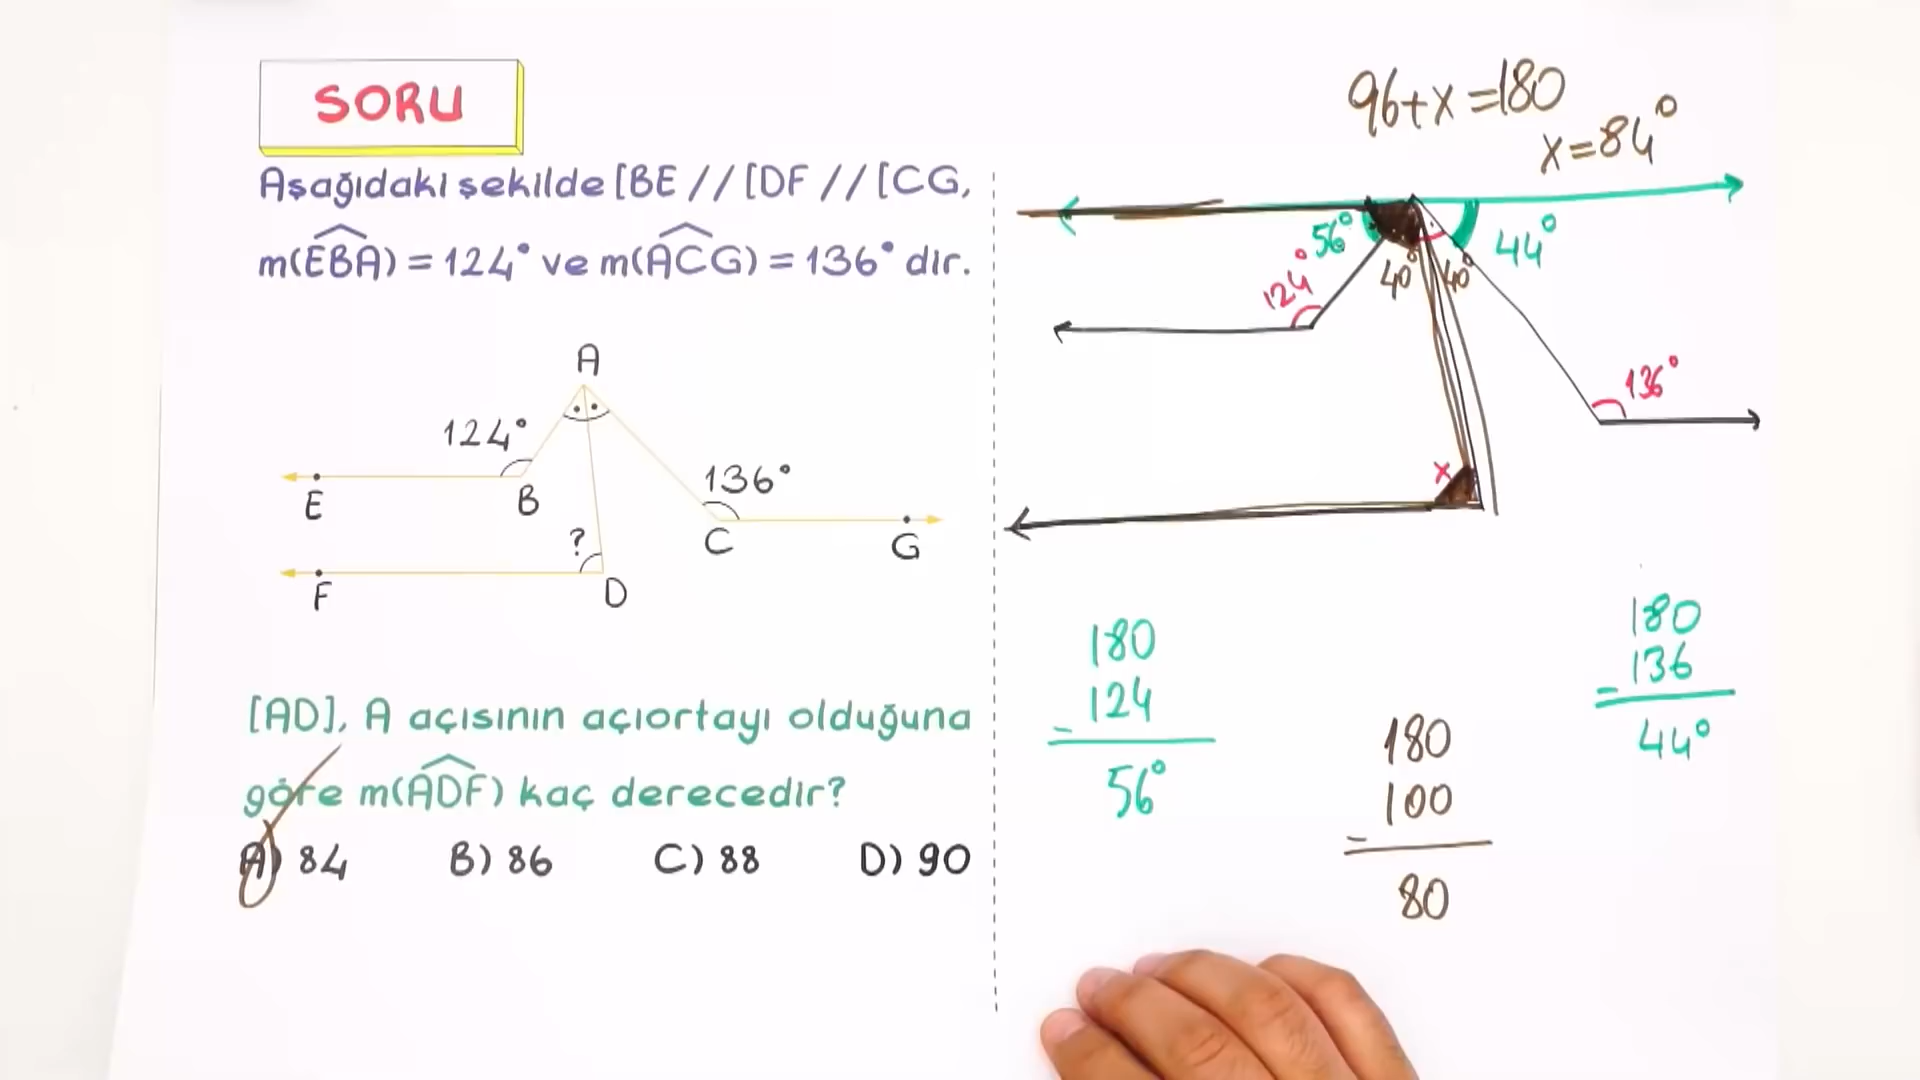 SORU
Aşağıdaki şekilde [BE // [DF // [CG,
m(EBA) = 124° ve m(ACG) = 136° dir.
A
124°
136°
E
B
?
C
G
F
D
[AD], A açısının açıortayı olduğuna
göre m(ADF) kaç derecedir?
A) 84 B) 86 C) 88 D) 90
96+x=180
x=84°
56°
44°
124°
40° 40°
136°
x
180
124
-
56°
180
100
-
80
180
136
-
44°